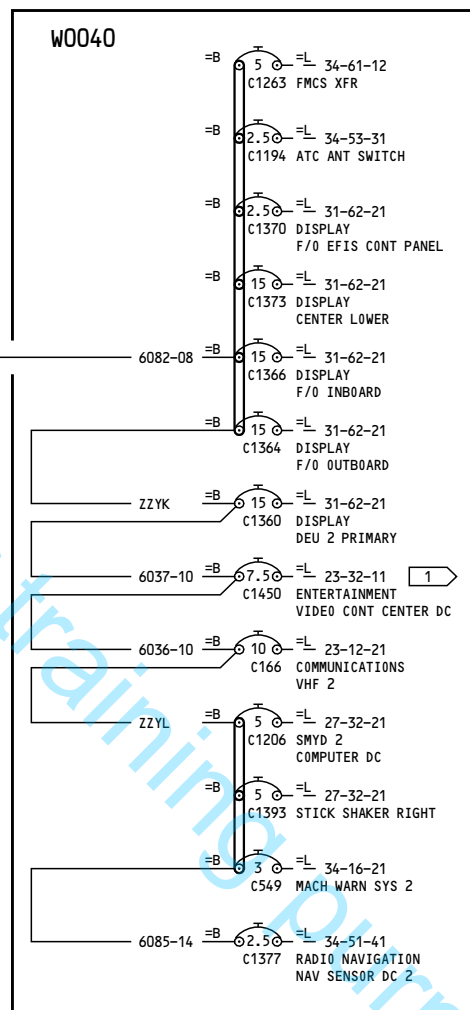 W0040
=B 5 =L 34-61-12
C1263 FMCS XFR
=B 2.5 =L 34-53-31
C1194 ATC ANT SWITCH
=B 2.5 =L 31-62-21
C1370 DISPLAY
F/O EFIS CONT PANEL
=B 15 =L 31-62-21
C1373 DISPLAY
CENTER LOWER
6082-08 =B 15 =L 31-62-21
C1366 DISPLAY
F/O INBOARD
=B 15 =L 31-62-21
C1364 DISPLAY
F/O OUTBOARD
ZZYK =B 15 =L 31-62-21
C1360 DISPLAY
DEU 2 PRIMARY
6037-10 =B 7.5 =L 23-32-11 1
C1450 ENTERTAINMENT
VIDEO CONT CENTER DC
6036-10 =B 10 =L 23-12-21
C166 COMMUNICATIONS
VHF 2
ZZYL =B 5 =L 27-32-21
C1206 SMYD 2
COMPUTER DC
=B 5 =L 27-32-21
C1393 STICK SHAKER RIGHT
=B 3 =L 34-16-21
C549 MACH WARN SYS 2
6085-14 =B 2.5 =L 34-51-41
C1377 RADIO NAVIGATION
NAV SENSOR DC 2
training